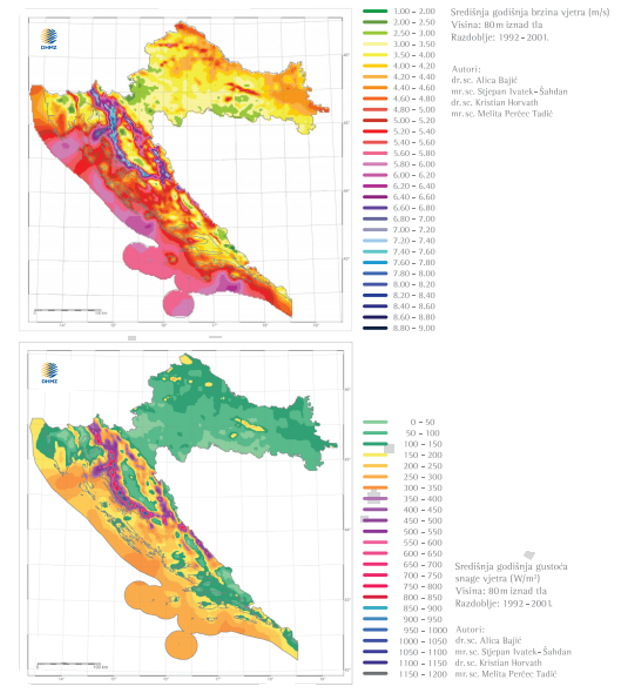 DHMZ
1.00 - 2.00
2.00 - 2.50
2.50 - 3.00
3.00 - 3.50
3.50 - 4.00
4.00 - 4.20
4.20 - 4.40
4.40 - 4.60
4.60 - 4.80
4.80 - 5.00
5.00 - 5.20
5.20 - 5.40
5.40 - 5.60
5.60 - 5.80
5.80 - 6.00
6.00 - 6.20
6.20 - 6.40
6.40 - 6.60
6.60 - 6.80
6.80 - 7.00
7.00 - 7.20
7.20 - 7.40
7.40 - 7.60
7.60 - 7.80
7.80 - 8.00
8.00 - 8.20
8.20 - 8.40
8.40 - 8.60
8.60 - 8.80
8.80 - 9.00
Središnja godišnja brzina vjetra (m/s)
Visina: 80m iznad tla
Razdoblje: 1992-2001.
Autori:
dr. sc. Alica Bajić
mr. sc. Stjepan Ivatek-Šahdan
dr. sc. Kristian Horvath
mr. sc. Melita Perčec Tadić
DHMZ
0 - 50
50 - 100
100 - 150
150 - 200
200 - 250
250 - 300
300 - 350
350 - 400
400 - 450
450 - 500
500 - 550
550 - 600
600 - 650
650 - 700
700 - 750
750 - 800
800 - 850
850 - 900
900 - 950
950 - 1000
1000 - 1050
1050 - 1100
1100 - 1150
1150 - 1200
Središnja godišnja gustoća
snage vjetra (W/m²)
Visina: 80m iznad tla
Razdoblje: 1992-2001.
Autori:
dr. sc. Alica Bajić
mr. sc. Stjepan Ivatek-Šahdan
dr. sc. Kristian Horvath
mr. sc. Melita Perčec Tadić